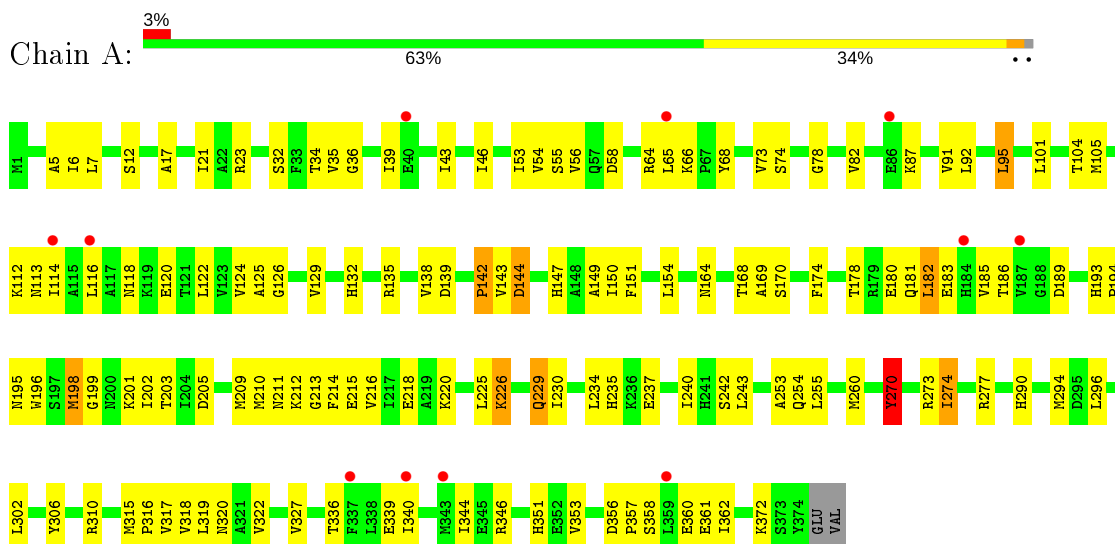 3%
Chain A:
63%
34%
M1 A5 I6 L7 S12 A17 I21 A22 R23 S32 F33 T34 V35 G36 I39 E40 I43 I46 I53 V54 S55 V56 Q57 D58 R64 L65 K66 P67 Y68 V73 S74 G78 V82 E86 K87 V91 L92 L95 L101 T104 M105
K112 N113 I114 A115 L116 A117 N118 K119 E120 T121 L122 V123 V124 A125 G126 V129 H132 R135 V138 D139 P142 V143 D144 H147 A148 A149 I150 F151 L154 N164 T168 A169 S170 F174 T178 R179 E180 Q181 L182 E183 H184 V185 T186 V187 G188 D189 H193 P194
N195 W196 S197 M198 G199 N200 K201 I202 T203 I204 D205 M209 M210 N211 K212 G213 F214 E215 V216 I217 E218 A219 K220 L225 K226 Q229 I230 L234 H235 K236 E237 I240 H241 S242 L243 A253 Q254 L255 M260 Y270 R273 I274 R277 H290 M294 D295 L296
L302 Y306 R310 M315 P316 V317 V318 L319 N320 A321 V322 V327 T336 F337 L338 E339 I340 M343 I344 E345 R346 H351 E352 V353 D356 P357 S358 L359 E360 E361 I362 K372 S373 Y374 GLU VAL